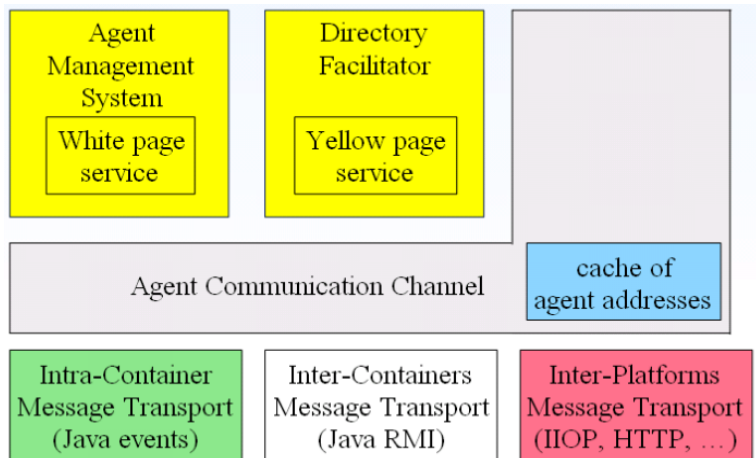 Agent
Management
System
White page
service
Directory
Facilitator
Yellow page
service
Agent Communication Channel
cache of
agent addresses
Intra-Container
Message Transport
(Java events)
Inter-Containers
Message Transport
(Java RMI)
Inter-Platforms
Message Transport
(IIOP, HTTP, …)